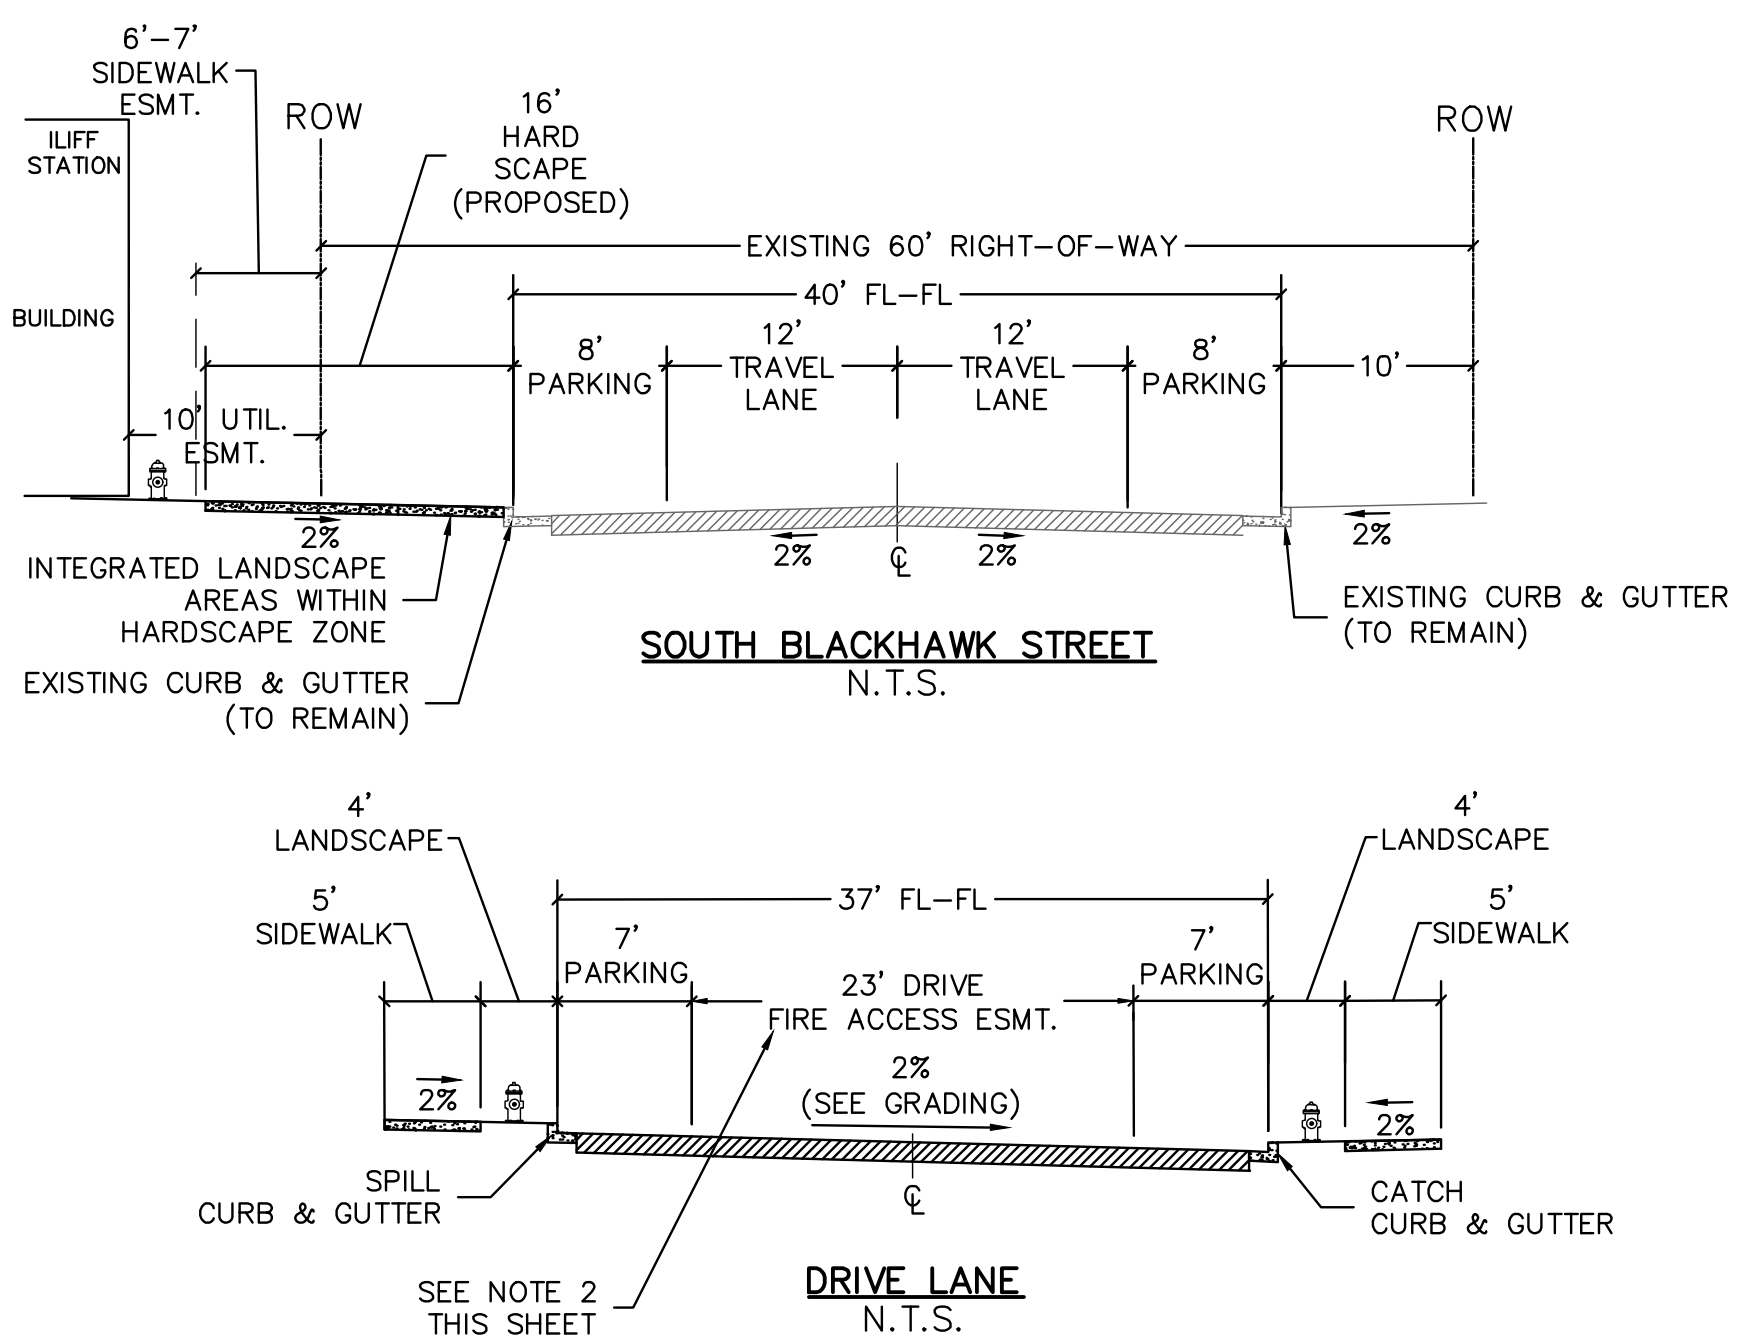 6'-7'
SIDEWALK
ESMT.
ROW
16'
HARD
SCAPE
(PROPOSED)
ROW
ILIFF
STATION
BUILDING
EXISTING 60' RIGHT-OF-WAY
40' FL-FL
8'
PARKING
12'
TRAVEL
LANE
12'
TRAVEL
LANE
8'
PARKING
10'
10' UTIL.
ESMT.
2%
2%
2%
2%
℄
INTEGRATED LANDSCAPE
AREAS WITHIN
HARDSCAPE ZONE
EXISTING CURB & GUTTER
(TO REMAIN)
EXISTING CURB & GUTTER
(TO REMAIN)
SOUTH BLACKHAWK STREET
N.T.S.
4'
LANDSCAPE
4'
LANDSCAPE
5'
SIDEWALK
5'
SIDEWALK
37' FL-FL
7'
PARKING
23' DRIVE
FIRE ACCESS ESMT.
7'
PARKING
2%
2%
(SEE GRADING)
2%
℄
SPILL
CURB & GUTTER
CATCH
CURB & GUTTER
SEE NOTE 2
THIS SHEET
DRIVE LANE
N.T.S.